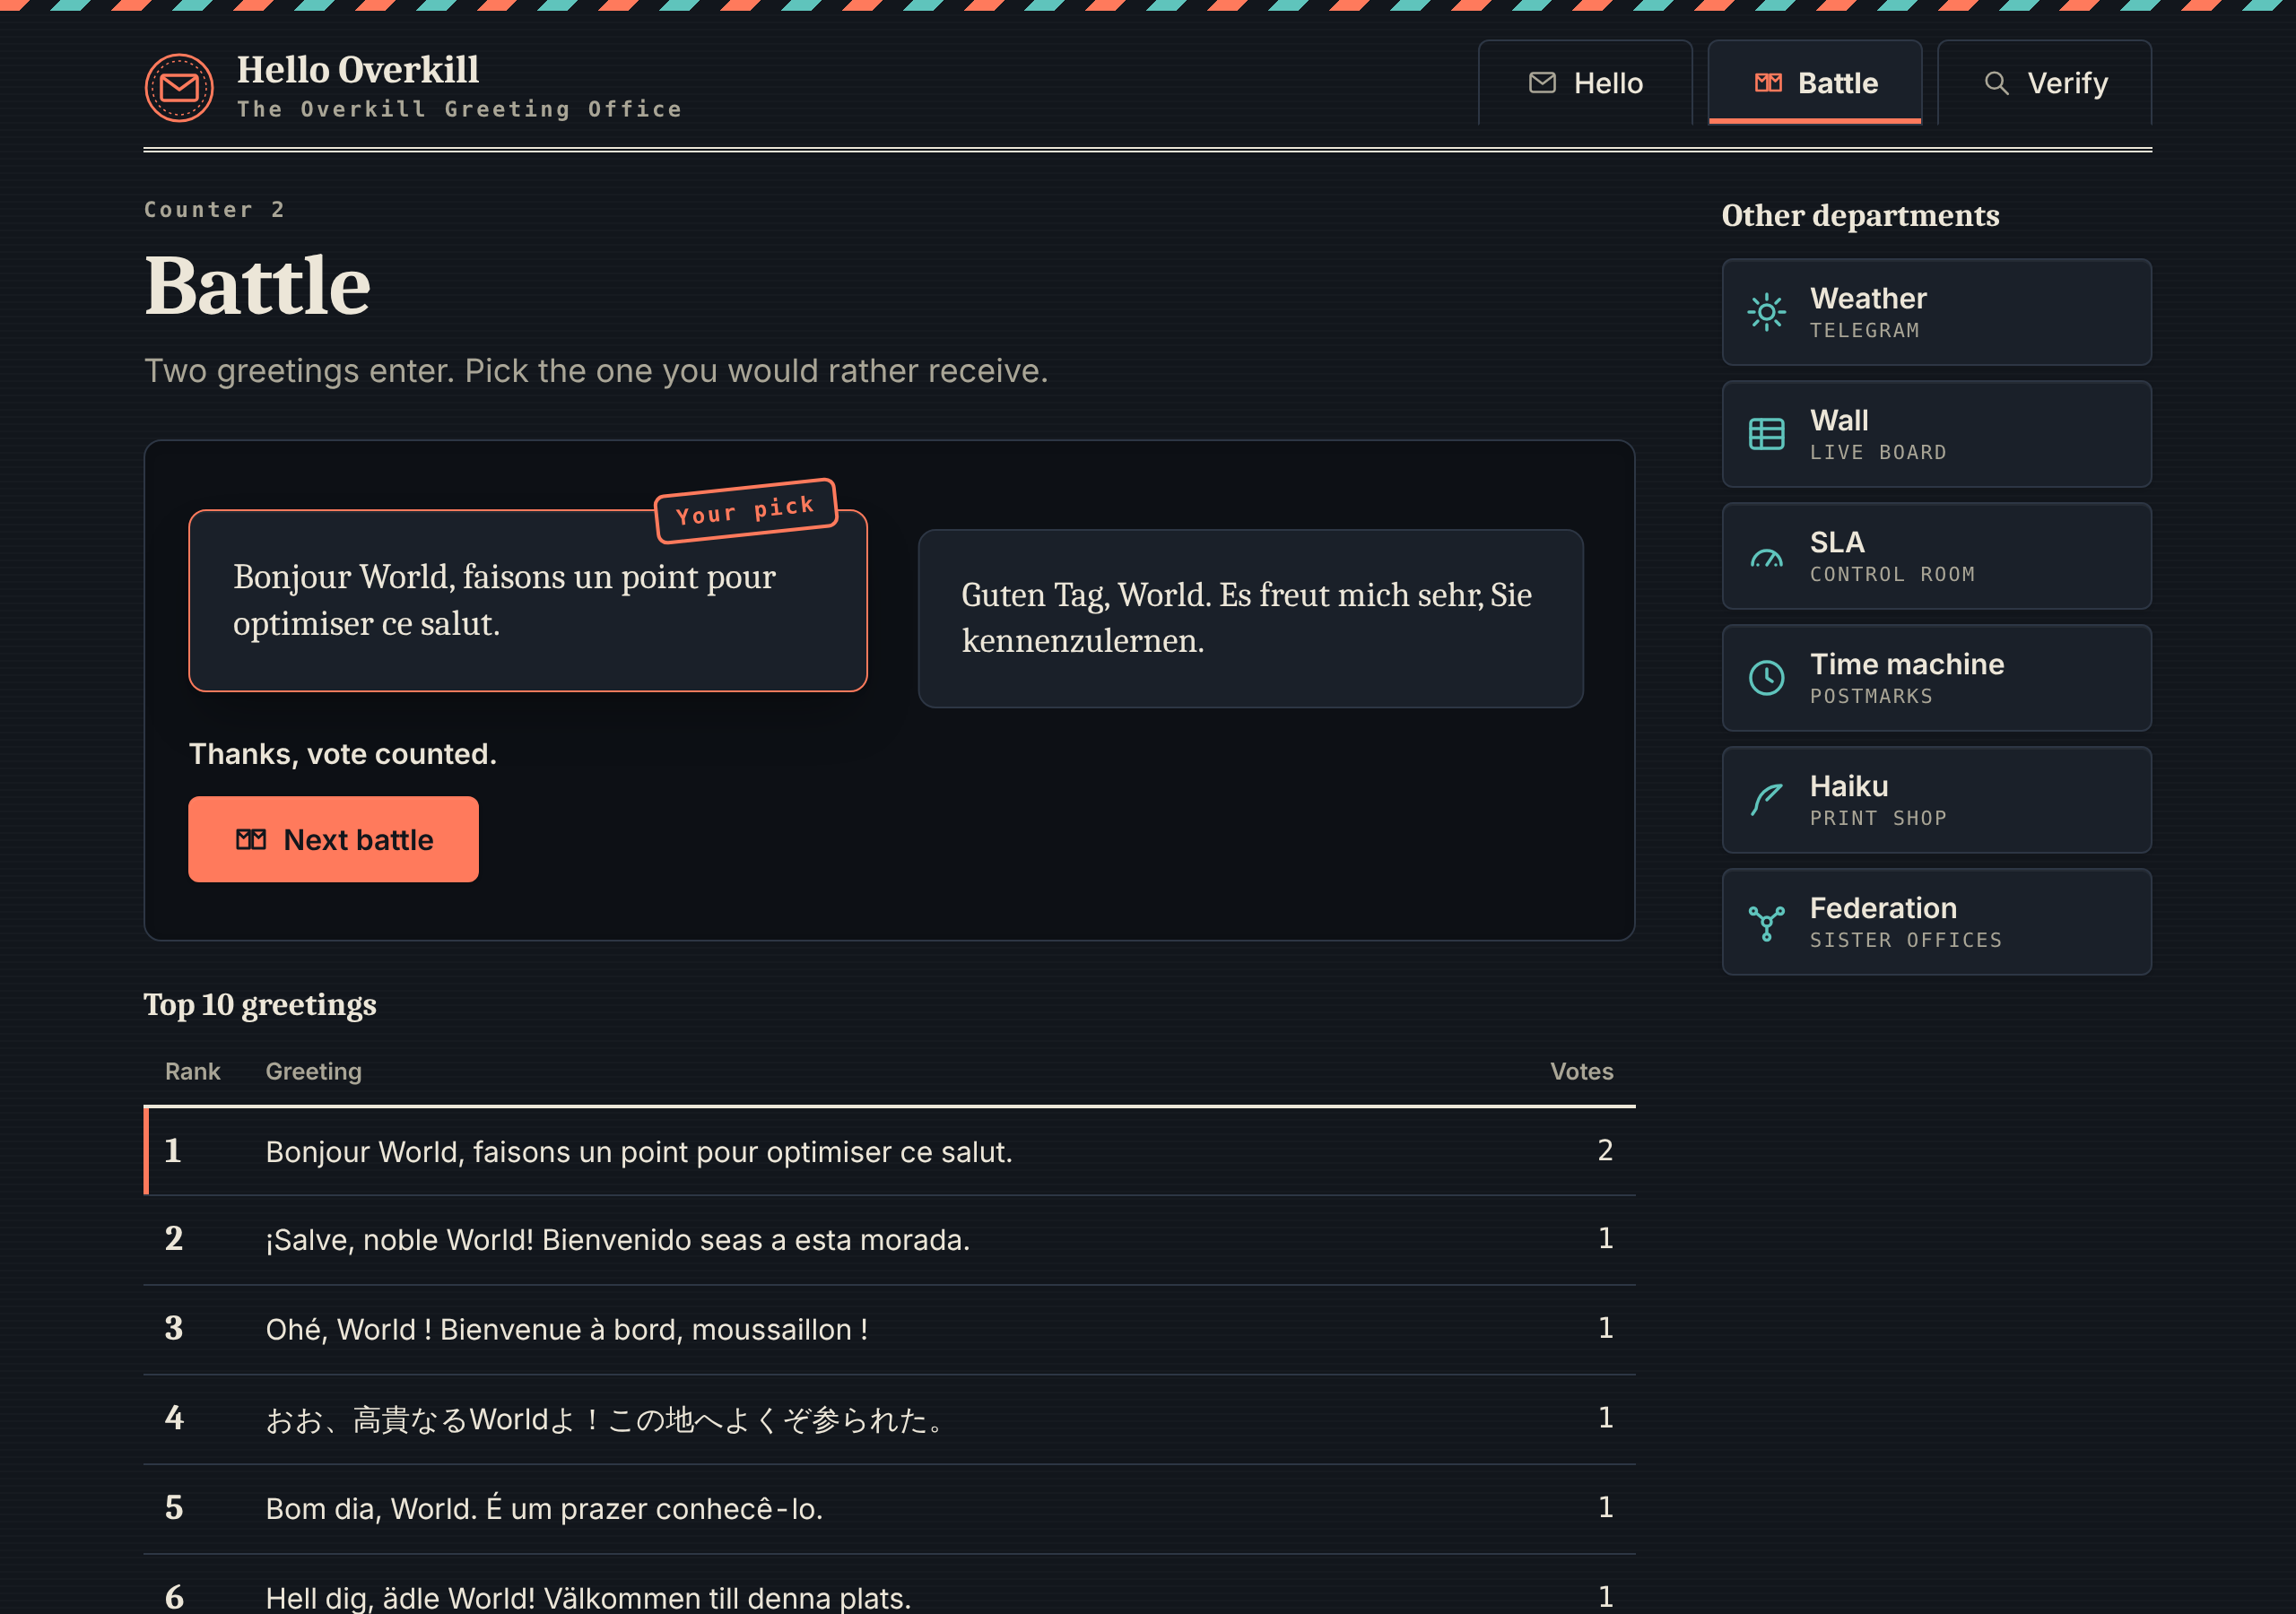 Hello Overkill
The Overkill Greeting Office
Hello
Battle
Verify
Counter 2
Battle
Two greetings enter. Pick the one you would rather receive.
Your pick
Bonjour World, faisons un point pour
optimiser ce salut.
Guten Tag, World. Es freut mich sehr, Sie
kennenzulernen.
Thanks, vote counted.
Next battle
Top 10 greetings
Rank Greeting Votes
1 Bonjour World, faisons un point pour optimiser ce salut. 2
2 ¡Salve, noble World! Bienvenido seas a esta morada. 1
3 Ohé, World ! Bienvenue à bord, moussaillon ! 1
4 おお、高貴なるWorldよ！この地へよくぞ参られた。 1
5 Bom dia, World. É um prazer conhecê-lo. 1
6 Hell dig, ädle World! Välkommen till denna plats. 1
Other departments
Weather
TELEGRAM
Wall
LIVE BOARD
SLA
CONTROL ROOM
Time machine
POSTMARKS
Haiku
PRINT SHOP
Federation
SISTER OFFICES